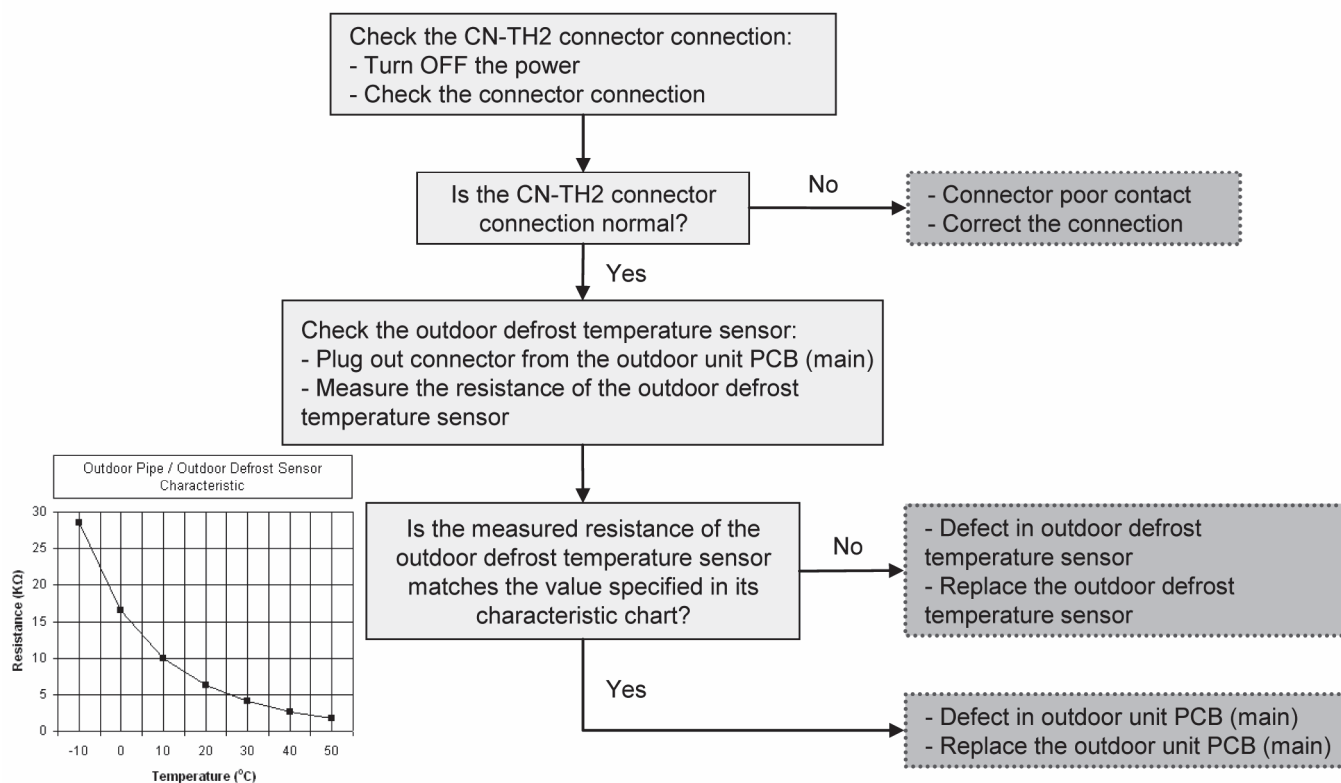 Check the CN-TH2 connector connection:
- Turn OFF the power
- Check the connector connection
Is the CN-TH2 connector
connection normal?
No
- Connector poor contact
- Correct the connection
Yes
Check the outdoor defrost temperature sensor:
- Plug out connector from the outdoor unit PCB (main)
- Measure the resistance of the outdoor defrost
temperature sensor
Outdoor Pipe / Outdoor Defrost Sensor
Characteristic
30
25
20
15
10
5
0
Resistance (KΩ)
-10 0 10 20 30 40 50
Temperature (⁰C)
Is the measured resistance of the
outdoor defrost temperature sensor
matches the value specified in its
characteristic chart?
No
- Defect in outdoor defrost
temperature sensor
- Replace the outdoor defrost
temperature sensor
Yes
- Defect in outdoor unit PCB (main)
- Replace the outdoor unit PCB (main)